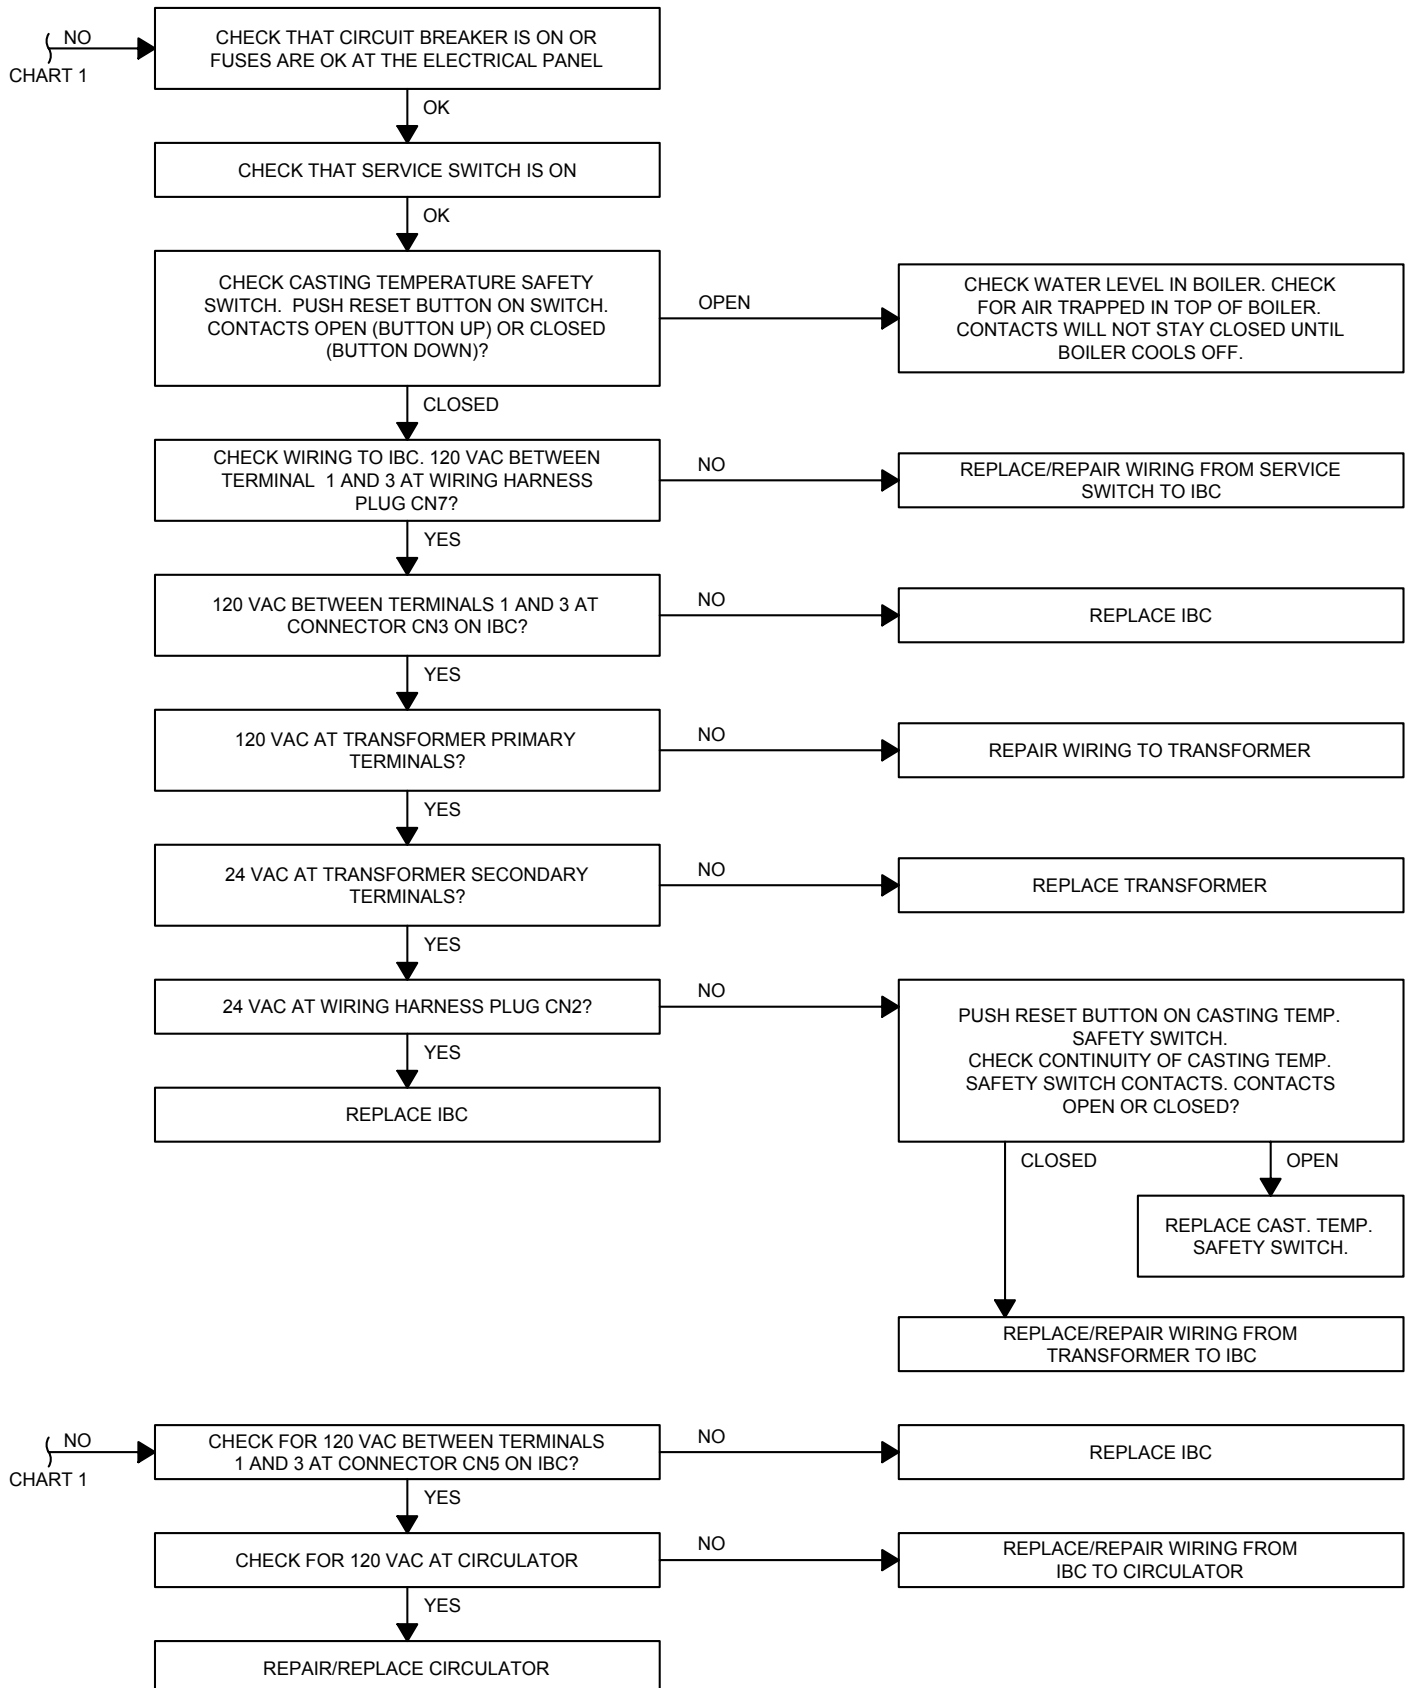 NO
CHART 1
CHECK THAT CIRCUIT BREAKER IS ON OR
FUSES ARE OK AT THE ELECTRICAL PANEL
OK
CHECK THAT SERVICE SWITCH IS ON
OK
CHECK CASTING TEMPERATURE SAFETY
SWITCH. PUSH RESET BUTTON ON SWITCH.
CONTACTS OPEN (BUTTON UP) OR CLOSED
(BUTTON DOWN)?
OPEN
CHECK WATER LEVEL IN BOILER. CHECK
FOR AIR TRAPPED IN TOP OF BOILER.
CONTACTS WILL NOT STAY CLOSED UNTIL
BOILER COOLS OFF.
CLOSED
CHECK WIRING TO IBC. 120 VAC BETWEEN
TERMINAL 1 AND 3 AT WIRING HARNESS
PLUG CN7?
NO
REPLACE/REPAIR WIRING FROM SERVICE
SWITCH TO IBC
YES
120 VAC BETWEEN TERMINALS 1 AND 3 AT
CONNECTOR CN3 ON IBC?
NO
REPLACE IBC
YES
120 VAC AT TRANSFORMER PRIMARY
TERMINALS?
NO
REPAIR WIRING TO TRANSFORMER
YES
24 VAC AT TRANSFORMER SECONDARY
TERMINALS?
NO
REPLACE TRANSFORMER
YES
24 VAC AT WIRING HARNESS PLUG CN2?
NO
PUSH RESET BUTTON ON CASTING TEMP.
SAFETY SWITCH.
CHECK CONTINUITY OF CASTING TEMP.
SAFETY SWITCH CONTACTS. CONTACTS
OPEN OR CLOSED?
YES
REPLACE IBC
CLOSED
OPEN
REPLACE CAST. TEMP.
SAFETY SWITCH.
REPLACE/REPAIR WIRING FROM
TRANSFORMER TO IBC
NO
CHART 1
CHECK FOR 120 VAC BETWEEN TERMINALS
1 AND 3 AT CONNECTOR CN5 ON IBC?
NO
REPLACE IBC
YES
CHECK FOR 120 VAC AT CIRCULATOR
NO
REPLACE/REPAIR WIRING FROM
IBC TO CIRCULATOR
YES
REPAIR/REPLACE CIRCULATOR